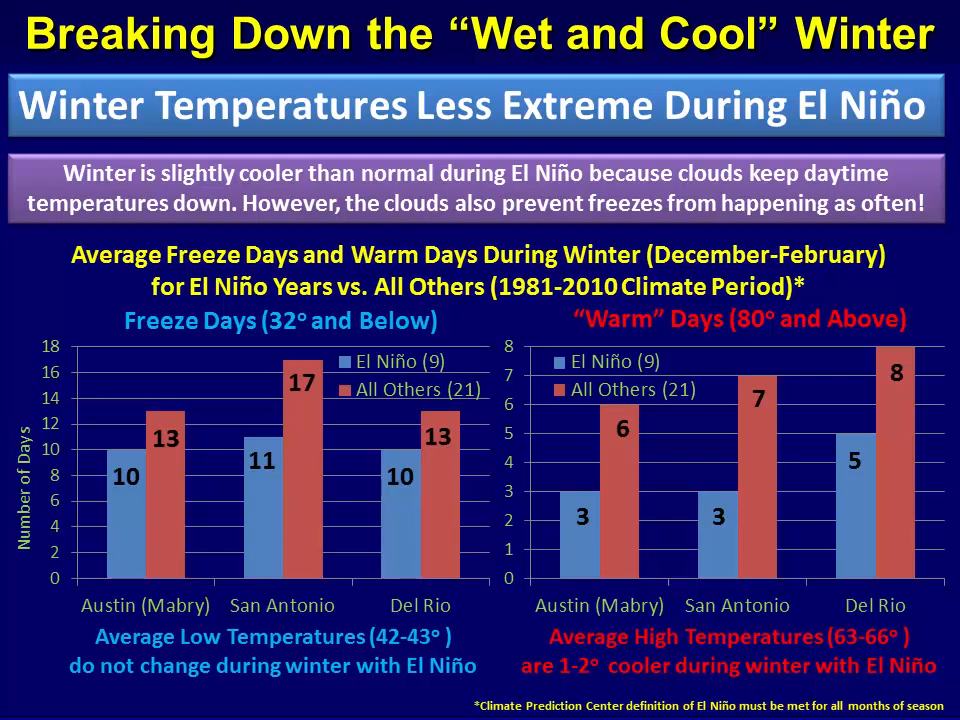 Breaking Down the “Wet and Cool” Winter
Winter Temperatures Less Extreme During El Niño
Winter is slightly cooler than normal during El Niño because clouds keep daytime
temperatures down. However, the clouds also prevent freezes from happening as often!
Average Freeze Days and Warm Days During Winter (December-February)
for El Niño Years vs. All Others (1981-2010 Climate Period)*
Freeze Days (32º and Below)
Number of Days
18
16
14
12
10
8
6
4
2
0
El Niño (9)
All Others (21)
10
13
11
17
10
13
Austin (Mabry)
San Antonio
Del Rio
Average Low Temperatures (42-43º )
do not change during winter with El Niño
“Warm” Days (80º and Above)
8
7
6
5
4
3
2
1
0
El Niño (9)
All Others (21)
3
6
3
7
5
8
Austin (Mabry)
San Antonio
Del Rio
Average High Temperatures (63-66º )
are 1-2º cooler during winter with El Niño
*Climate Prediction Center definition of El Niño must be met for all months of season